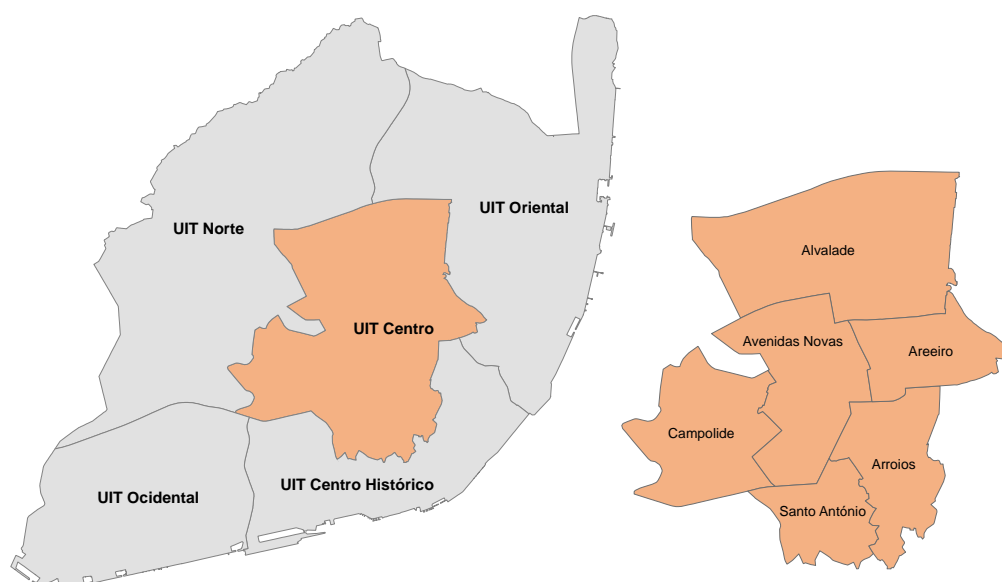 UIT Norte
UIT Oriental
UIT Centro
UIT Ocidental
UIT Centro Histórico
Alvalade
Avenidas Novas
Areeiro
Campolide
Arroios
Santo António